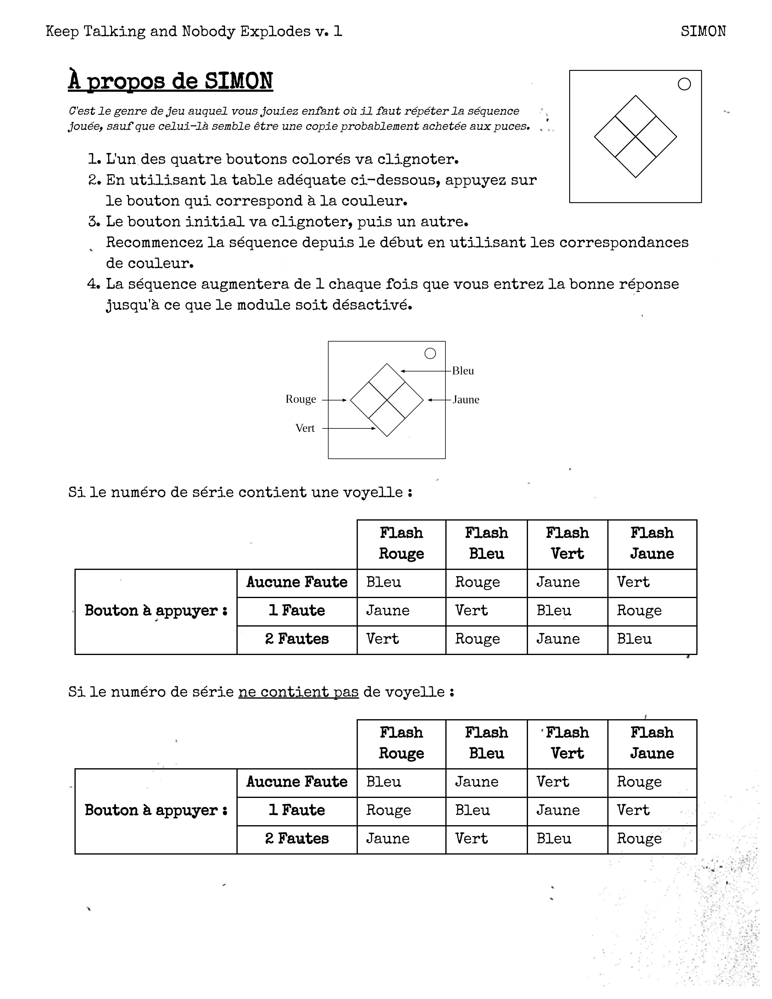 Keep Talking and Nobody Explodes v. 1 SIMON
À propos de SIMON
C'est le genre de jeu auquel vous jouiez enfant où il faut répéter la séquence
jouée, sauf que celui-là semble être une copie probablement achetée aux puces.
1. L'un des quatre boutons colorés va clignoter.
2. En utilisant la table adéquate ci-dessous, appuyez sur
le bouton qui correspond à la couleur.
3. Le bouton initial va clignoter, puis un autre.
Recommencez la séquence depuis le début en utilisant les correspondances
de couleur.
4. La séquence augmentera de 1 chaque fois que vous entrez la bonne réponse
jusqu'à ce que le module soit désactivé.
Bleu
Rouge Jaune
Vert
Si le numéro de série contient une voyelle :
Flash Flash Flash Flash
Rouge Bleu Vert Jaune
Aucune Faute Bleu Rouge Jaune Vert
Bouton à appuyer : 1 Faute Jaune Vert Bleu Rouge
2 Fautes Vert Rouge Jaune Bleu
Si le numéro de série ne contient pas de voyelle :
Flash Flash Flash Flash
Rouge Bleu Vert Jaune
Aucune Faute Bleu Jaune Vert Rouge
Bouton à appuyer : 1 Faute Rouge Bleu Jaune Vert
2 Fautes Jaune Vert Bleu Rouge